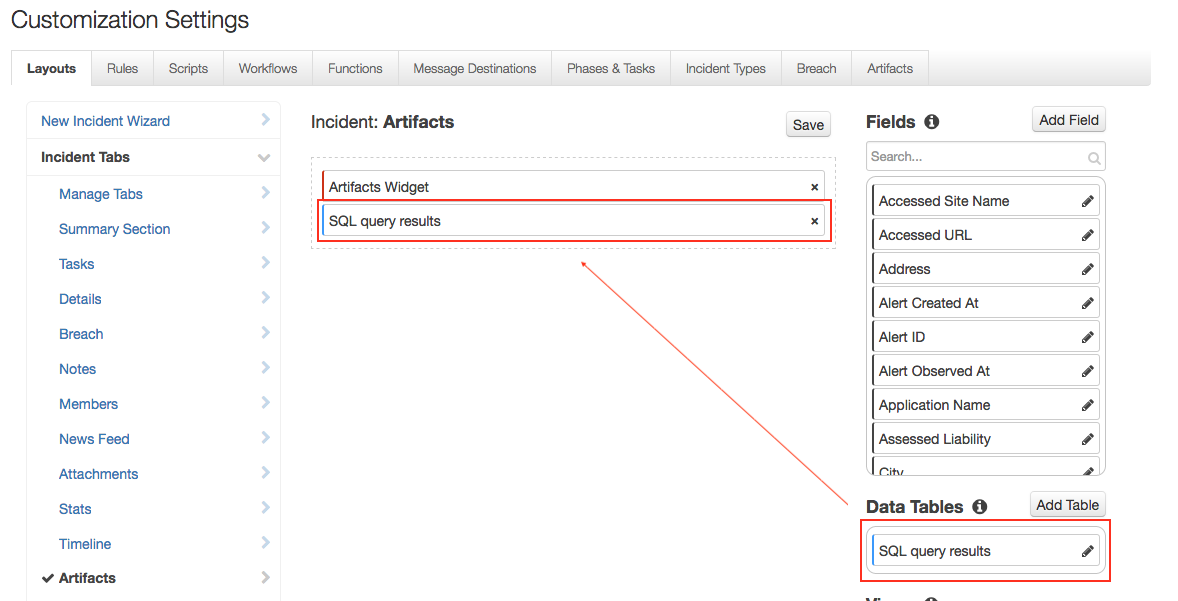 Customization Settings
Layouts
Rules
Scripts
Workflows
Functions
Message Destinations
Phases & Tasks
Incident Types
Breach
Artifacts
New Incident Wizard
Incident Tabs
Manage Tabs
Summary Section
Tasks
Details
Breach
Notes
Members
News Feed
Attachments
Stats
Timeline
Artifacts
Incident: Artifacts
Save
Artifacts Widget
SQL query results
Fields
Add Field
Search...
Accessed Site Name
Accessed URL
Address
Alert Created At
Alert ID
Alert Observed At
Application Name
Assessed Liability
City
Data Tables
Add Table
SQL query results